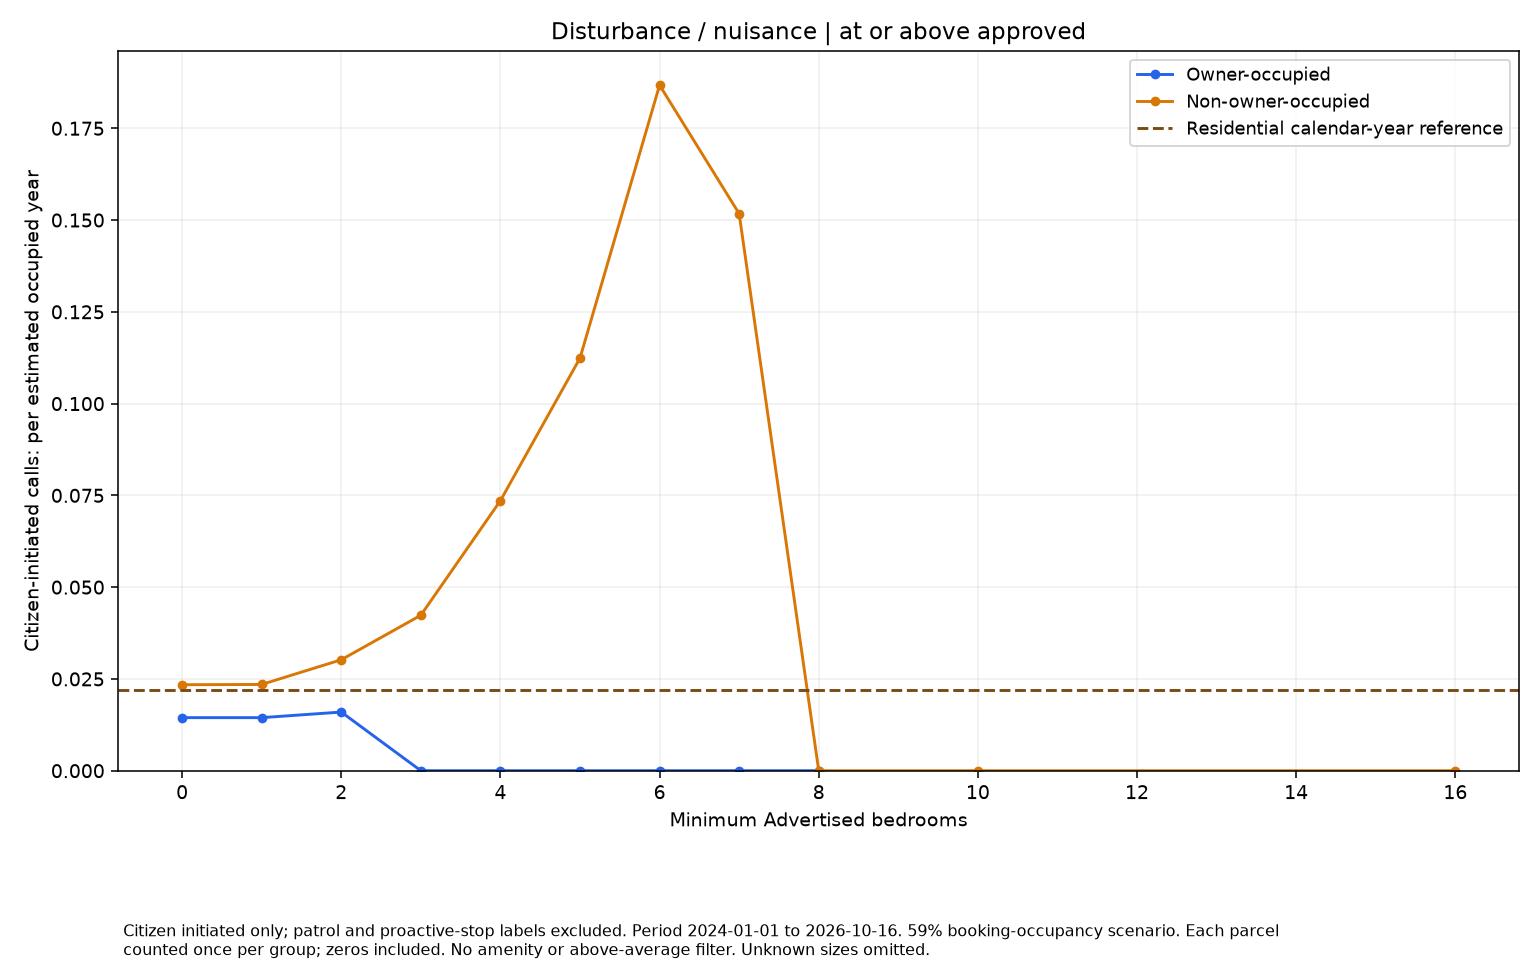 Disturbance / nuisance | at or above approved
Owner-occupied
Non-owner-occupied
Residential calendar-year reference
Citizen-initiated calls: per estimated occupied year
0.175
0.150
0.125
0.100
0.075
0.050
0.025
0.000
0 2 4 6 8 10 12 14 16
Minimum Advertised bedrooms
Citizen initiated only; patrol and proactive-stop labels excluded. Period 2024-01-01 to 2026-10-16. 59% booking-occupancy scenario. Each parcel
counted once per group; zeros included. No amenity or above-average filter. Unknown sizes omitted.